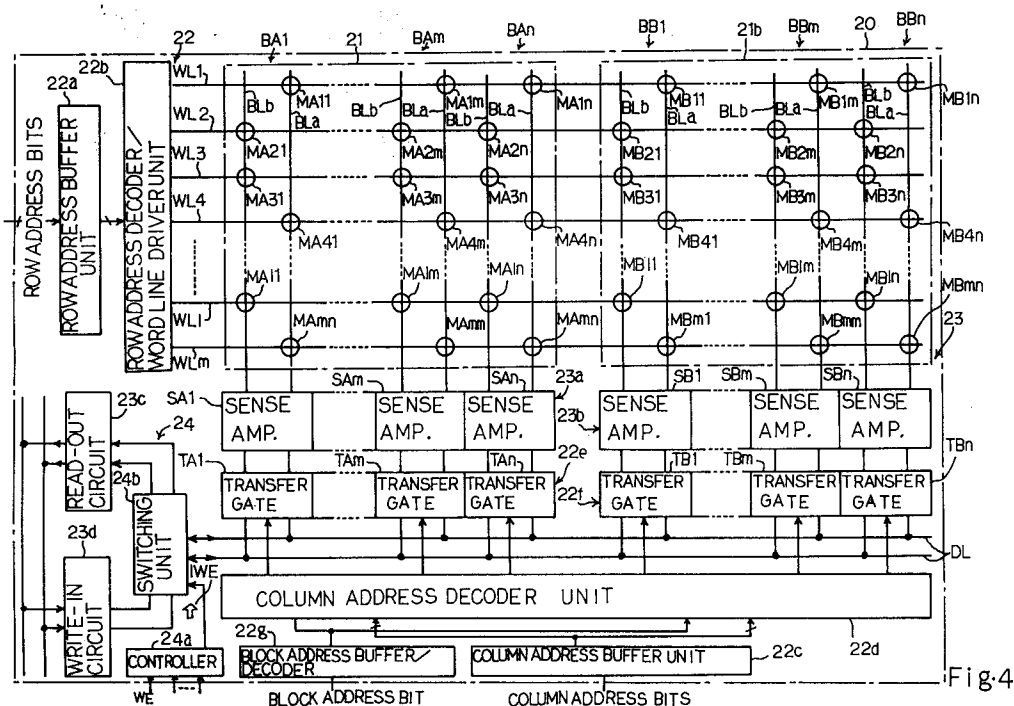 BA1 21 BAm BAn BB1 21b BBm 20 BBn
22b 22
22a
WL1
WL2
WL3
WL4
WLl
WLm
BLb BLa BLb BLa BLb BLa BLb BLa BLb BLa BLb BLa
MA11 MA1m MA1n MB11 MB1m MB1n
MA21 MA2m MA2n MB21 MB2m MB2n
MA31 MA3m MA3n MB31 MB3m MB3n
MA41 MA4m MA4n MB41 MB4m MB4n
MAl1 MAlm MAln MBl1 MBlm MBln
MAmn MAmm MAmn MBm1 MBmm MBmn
ROW ADDRESS BITS
ROW ADDRESS BUFFER
UNIT
ROW ADDRESS DECODER/
WORD LINE DRIVER UNIT
23
SA1 SAm SAn 23a SB1 SBm SBn
23b
SENSE AMP.
SENSE AMP.
SENSE AMP.
SENSE AMP.
SENSE AMP.
SENSE AMP.
TA1 TAm TAn 22e TB1 TBm TBn
22f
TRANSFER GATE
TRANSFER GATE
TRANSFER GATE
TRANSFER GATE
TRANSFER GATE
TRANSFER GATE
23c
READ-OUT
CIRCUIT
24
24b
SWITCHING
UNIT
23d
WRITE-IN
CIRCUIT
IWE
DL
COLUMN ADDRESS DECODER UNIT
22d
24a
CONTROLLER
WE
22g
BLOCK ADDRESS BUFFER/
DECODER
COLUMN ADDRESS BUFFER UNIT
22c
BLOCK ADDRESS BIT
COLUMN ADDRESS BITS
Fig.4